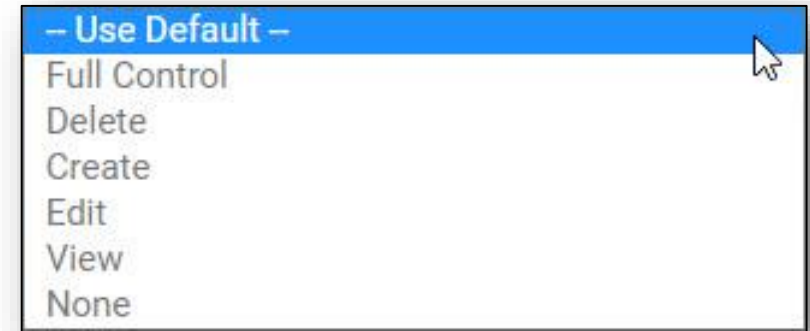 -- Use Default --
Full Control
Delete
Create
Edit
View
None